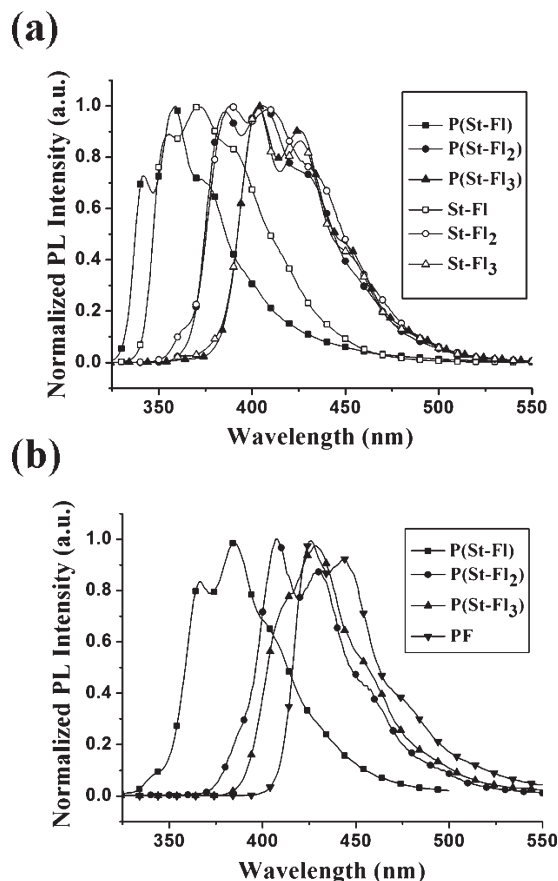 (a)
Normalized PL Intensity (a.u.)
1.0
0.8
0.6
0.4
0.2
0.0
P(St-Fl)
P(St-Fl₂)
P(St-Fl₃)
St-Fl
St-Fl₂
St-Fl₃
350 400 450 500 550
Wavelength (nm)
(b)
Normalized PL Intensity (a.u.)
1.0
0.8
0.6
0.4
0.2
0.0
P(St-Fl)
P(St-Fl₂)
P(St-Fl₃)
PF
350 400 450 500 550
Wavelength (nm)